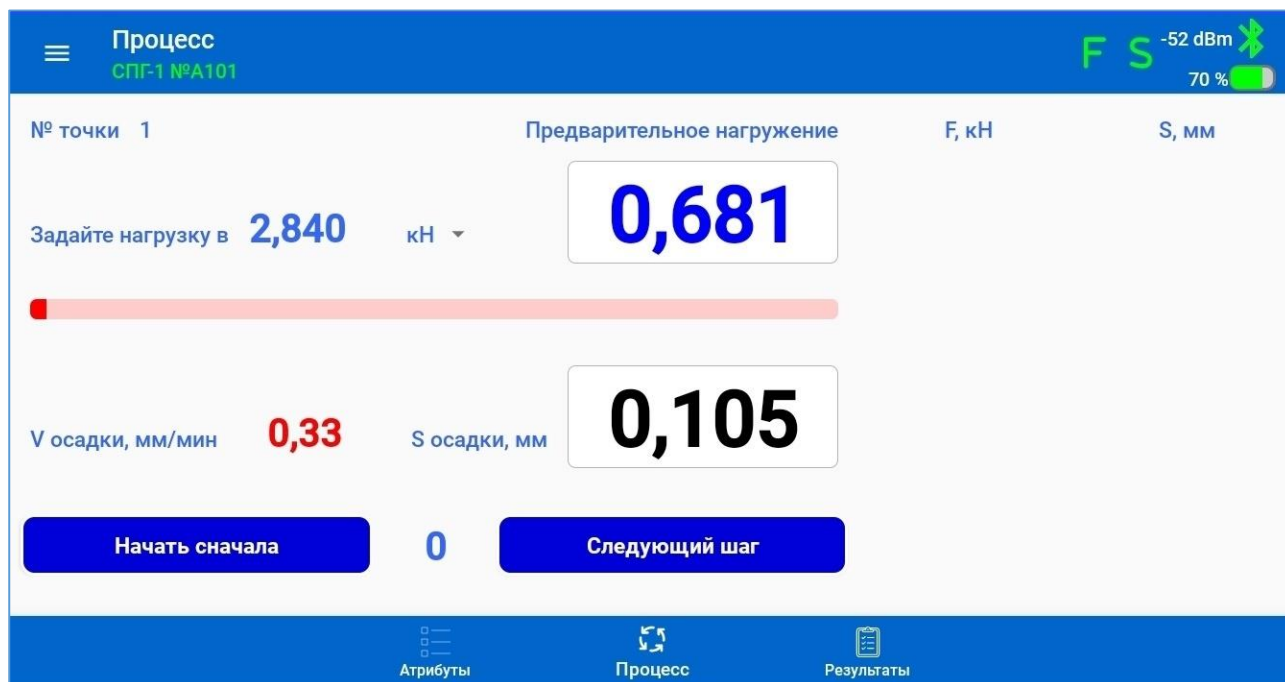 Процесс
СПГ-1 №А101
F S -52 dBm
70 %
№ точки 1 Предварительное нагружение F, кН S, мм
Задайте нагрузку в 2,840 кН 0,681
V осадки, мм/мин 0,33 S осадки, мм 0,105
Начать сначала 0 Следующий шаг
Атрибуты Процесс Результаты